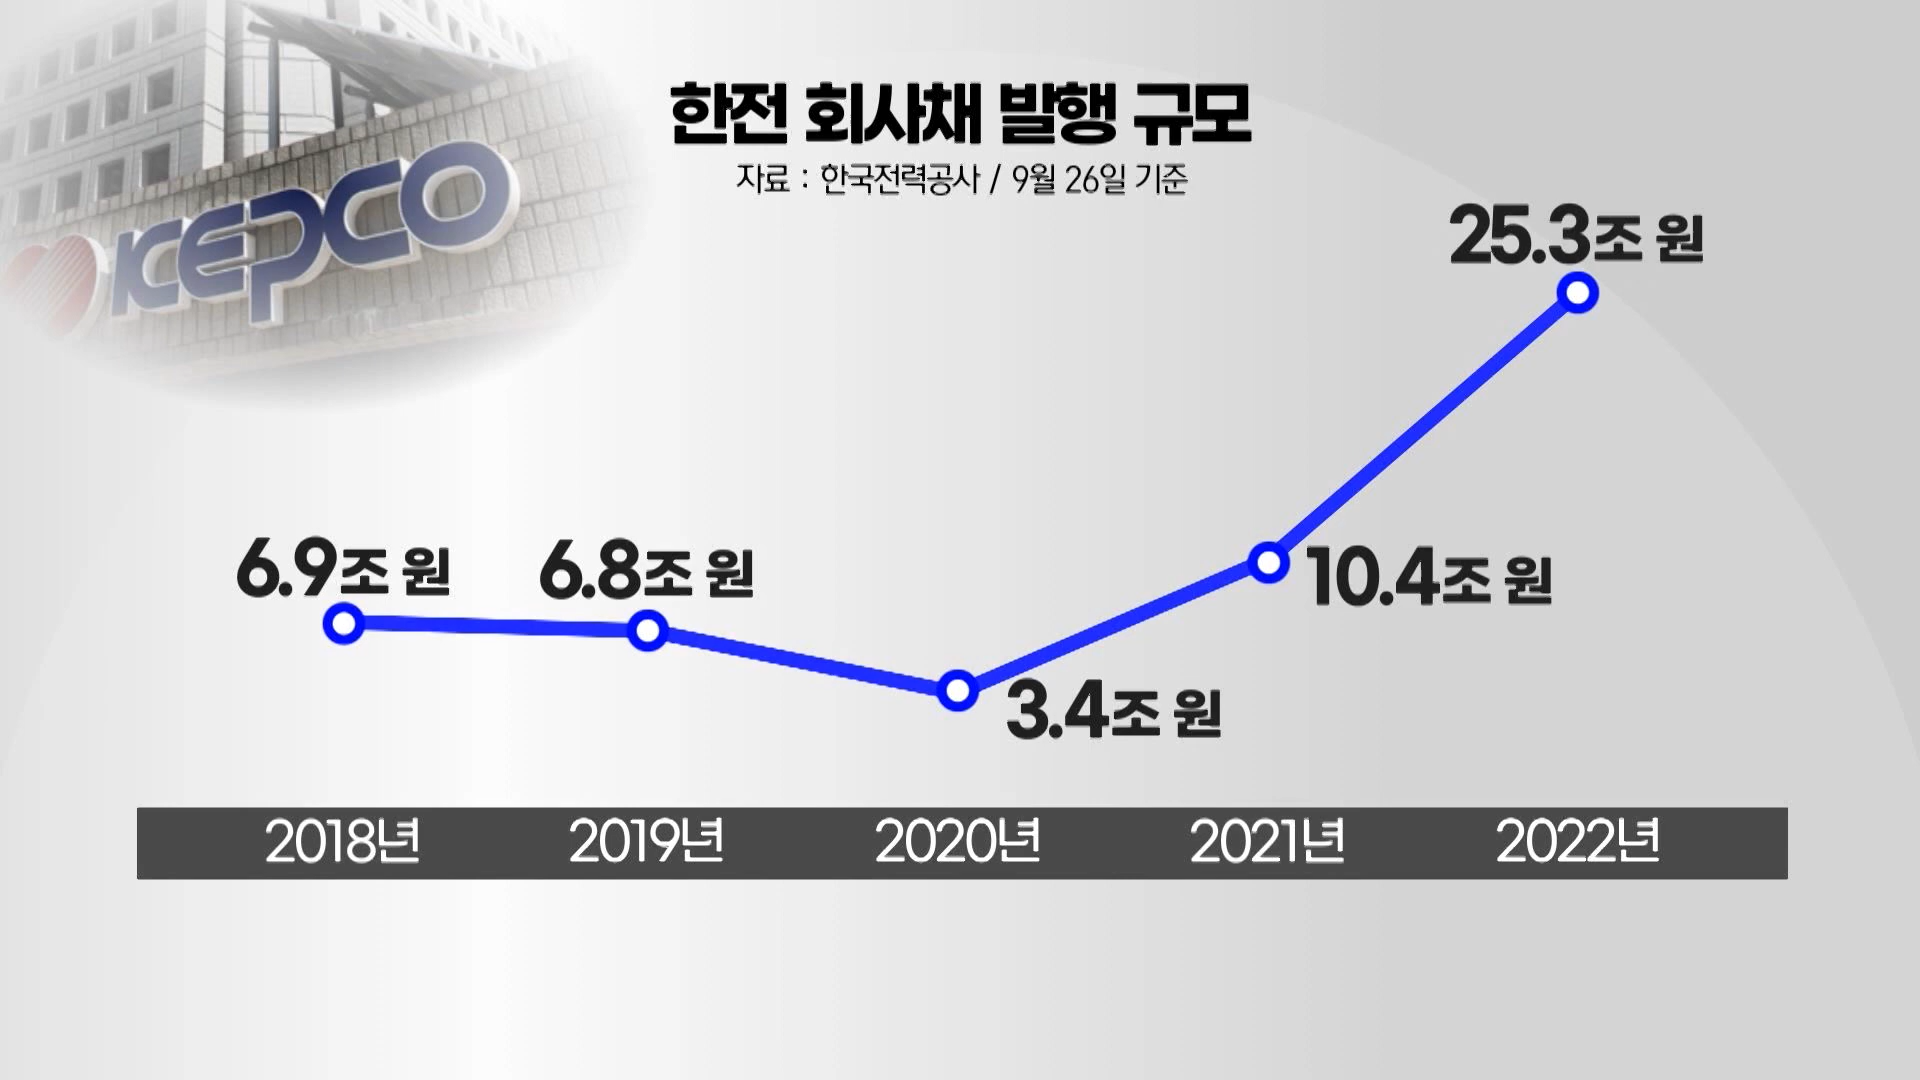 한전 회사채 발행 규모
자료 : 한국전력공사 / 9월 26일 기준
KEPCO
25.3조 원
6.9조 원
6.8조 원
10.4조 원
3.4조 원
2018년 2019년 2020년 2021년 2022년